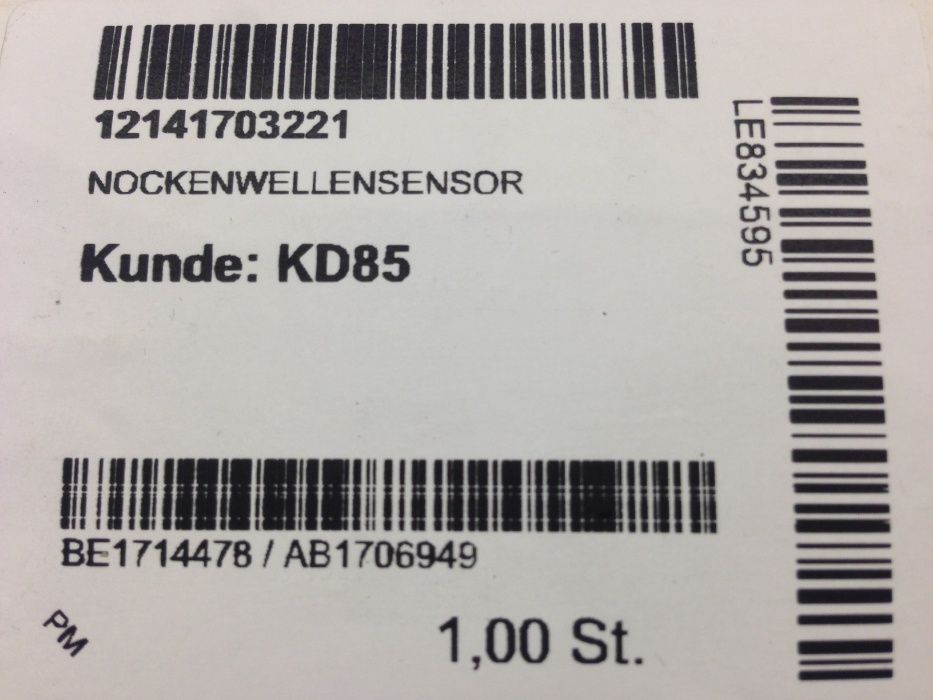 12141703221
LE834595
NOCKENWELLENSENSOR
Kunde: KD85
BE1714478 / AB1706949
PM
1,00 St.